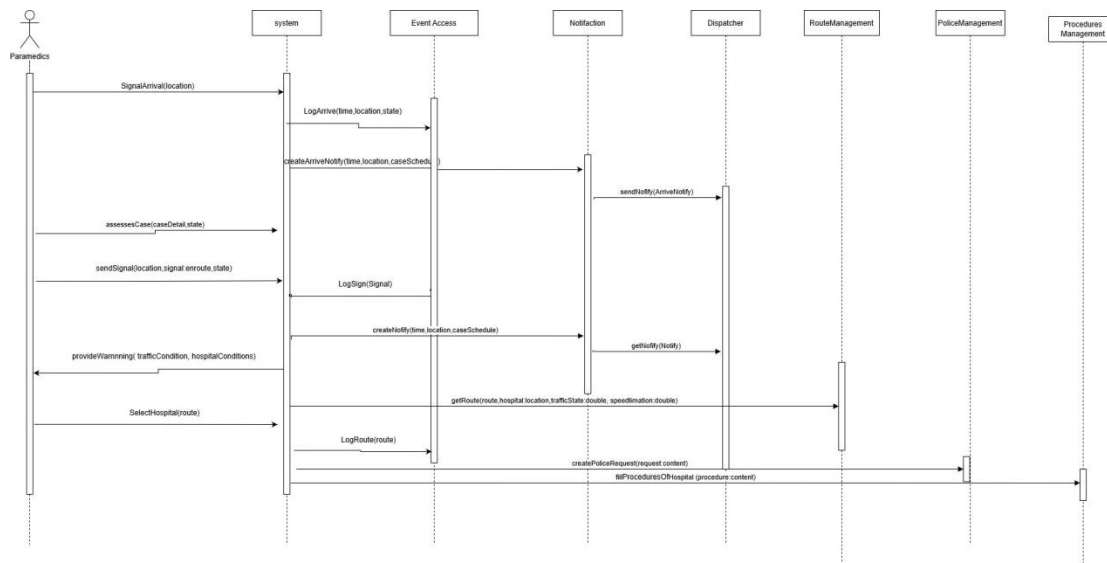 Paramedics
system
Event Access
Notifaction
Dispatcher
RouteManagement
PoliceManagement
Procedures
Management
SignalArrival(location)
LogArrive(time,location,state)
createArriveNotify(time,location,caseSchedule)
sendNofify(ArriveNotify)
assessesCase(caseDetail,state)
sendSignal(location,signal:enroute,state)
LogSign(Signal)
createNofify(time,location,caseSchedule)
getNofify(Notify)
provideWarnnning( trafficCondition, hospitalConditions)
getRoute(route,hospital:location,trafficState:double, speedlimation:double)
SelectHospital(route)
LogRoute(route)
createPoliceRequest(request:content)
fillProceduresOfHospital (procedure:content)